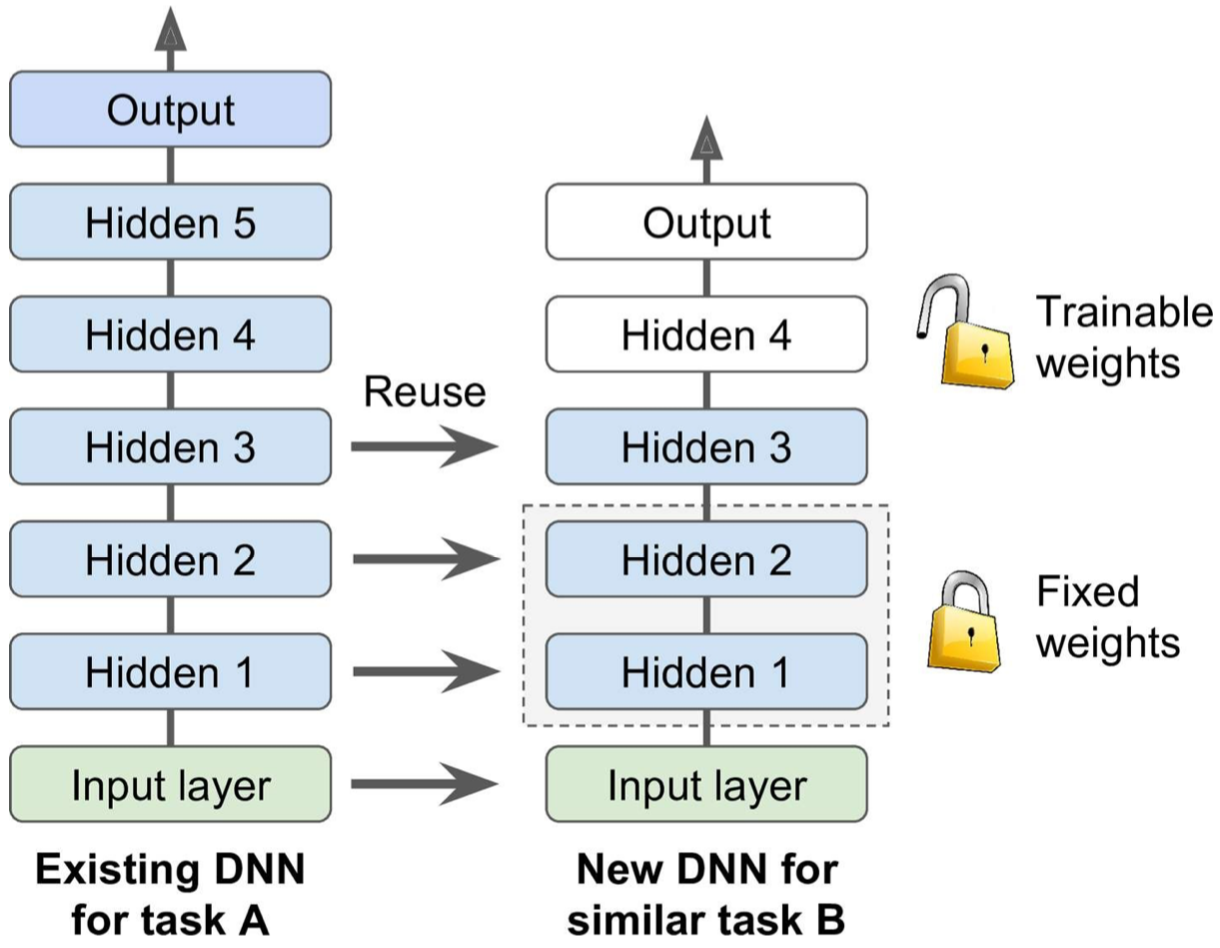 Output
Hidden 5
Hidden 4
Hidden 3
Hidden 2
Hidden 1
Input layer
Existing DNN
for task A
Reuse
Output
Hidden 4
Hidden 3
Hidden 2
Hidden 1
Input layer
New DNN for
similar task B
Trainable
weights
Fixed
weights